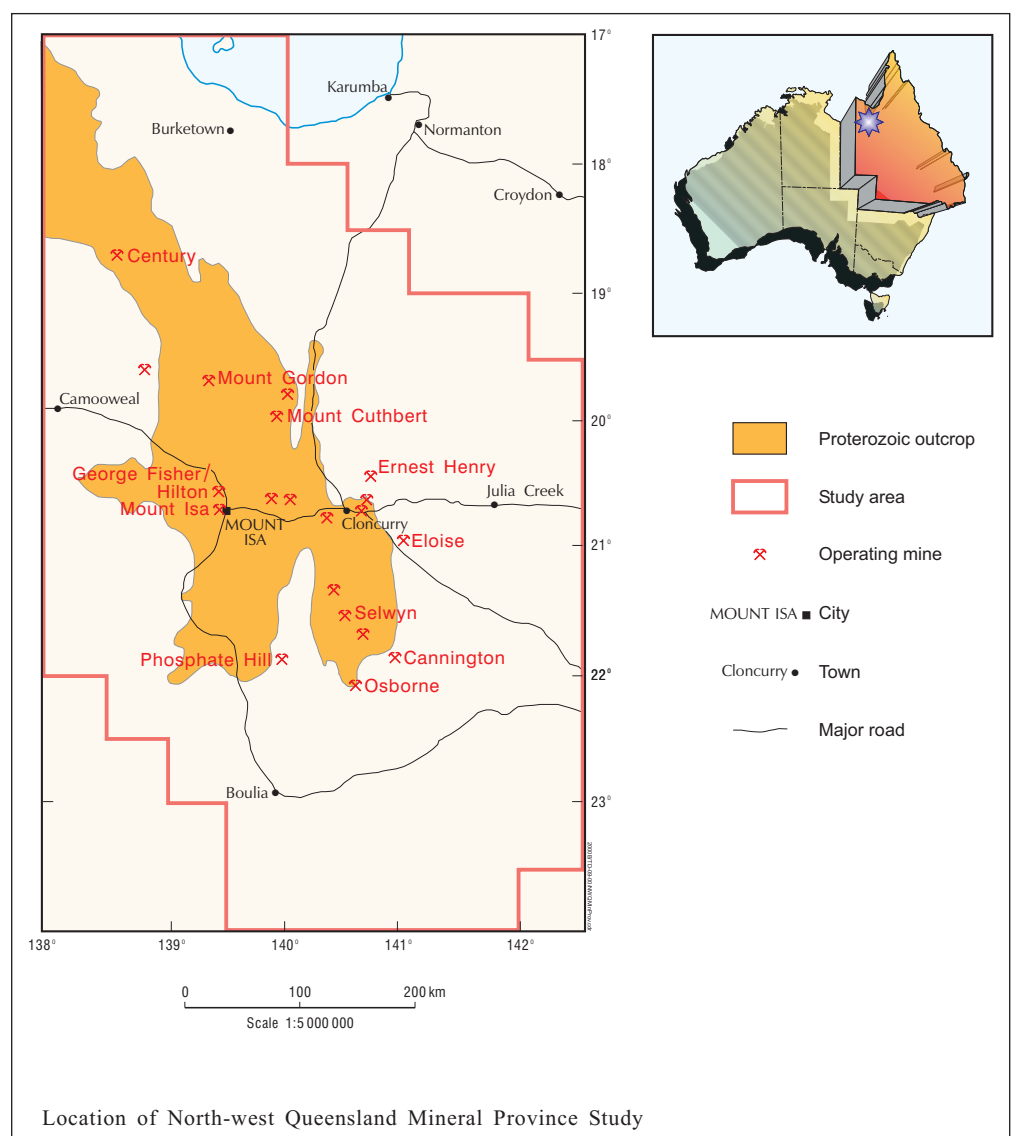 17°
Karumba
Burketown
Normanton
18°
Croydon
Century
19°
Mount Gordon
Camooweal
Mount Cuthbert
20°
Ernest Henry
George Fisher/
Hilton
Julia Creek
Mount Isa
MOUNT
ISA
Cloncurry
Eloise
21°
Selwyn
Phosphate Hill
Cannington
22°
Osborne
Boulia
23°
138°
139°
140°
141°
142°
0 100 200 km
Scale 1:5 000 000
Proterozoic outcrop
Study area
Operating mine
MOUNT ISA City
Cloncurry Town
Major road
Location of North-west Queensland Mineral Province Study